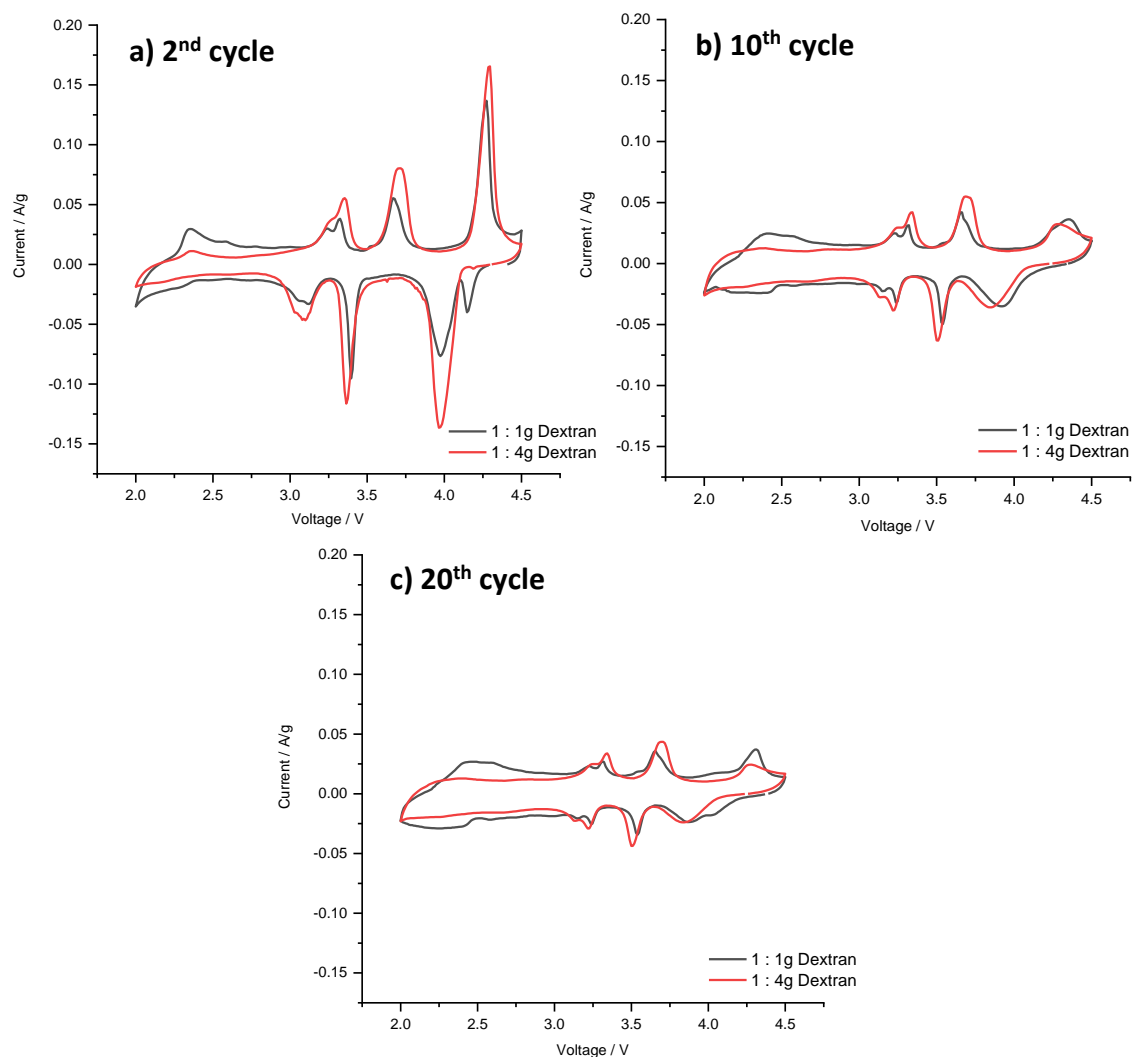 a) 2nd cycle
0.20
0.15
0.10
0.05
0.00
-0.05
-0.10
-0.15
Current / A/g
2.0 2.5 3.0 3.5 4.0 4.5
Voltage / V
1 : 1g Dextran
1 : 4g Dextran
b) 10th cycle
0.20
0.15
0.10
0.05
0.00
-0.05
-0.10
-0.15
Current / A/g
2.0 2.5 3.0 3.5 4.0 4.5
Voltage / V
1 : 1g Dextran
1 : 4g Dextran
c) 20th cycle
0.20
0.15
0.10
0.05
0.00
-0.05
-0.10
-0.15
Current / A/g
2.0 2.5 3.0 3.5 4.0 4.5
Voltage / V
1 : 1g Dextran
1 : 4g Dextran